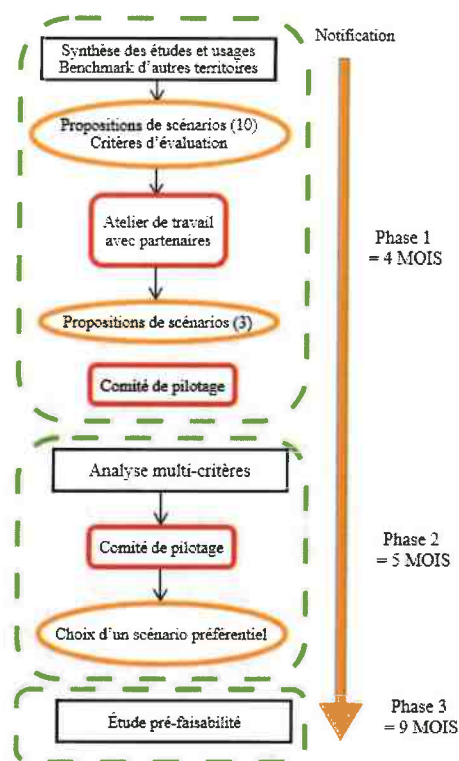 Notification
Synthèse des études et usages
Benchmark d'autres territoires
Propositions de scénarios (10)
Critères d'évaluation
Atelier de travail
avec partenaires
Phase 1
= 4 MOIS
Propositions de scénarios (3)
Comité de pilotage
Analyse multi-critères
Comité de pilotage
Phase 2
= 5 MOIS
Choix d'un scénario préférentiel
Étude pré-faisabilité
Phase 3
= 9 MOIS